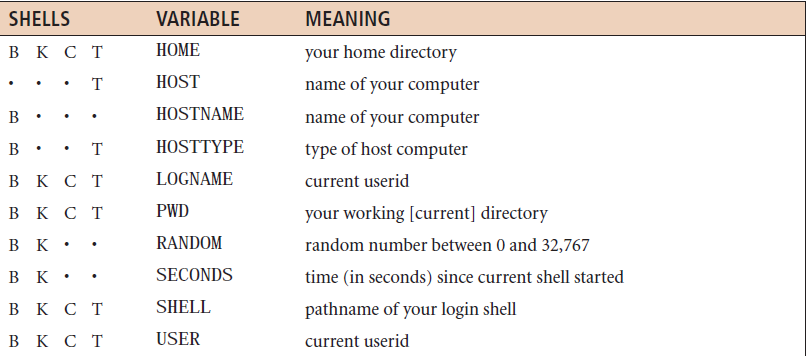 SHELLS VARIABLE MEANING
B K C T HOME your home directory
• • • T HOST name of your computer
B • • • HOSTNAME name of your computer
B • • T HOSTTYPE type of host computer
B K C T LOGNAME current userid
B K C T PWD your working [current] directory
B K • • RANDOM random number between 0 and 32,767
B K • • SECONDS time (in seconds) since current shell started
B K C T SHELL pathname of your login shell
B K C T USER current userid